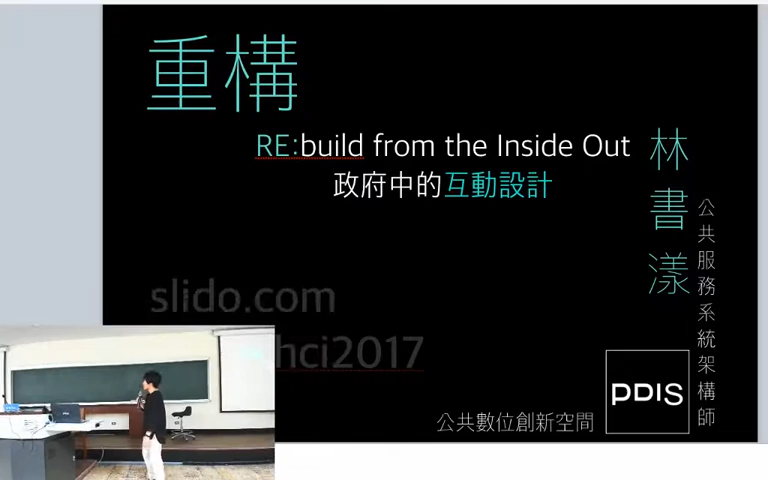 重構
RE:build from the Inside Out
政府中的互動設計
林書漾
公共服務系統架構師
slido.com
hci2017
PDIS
公共數位創新空間